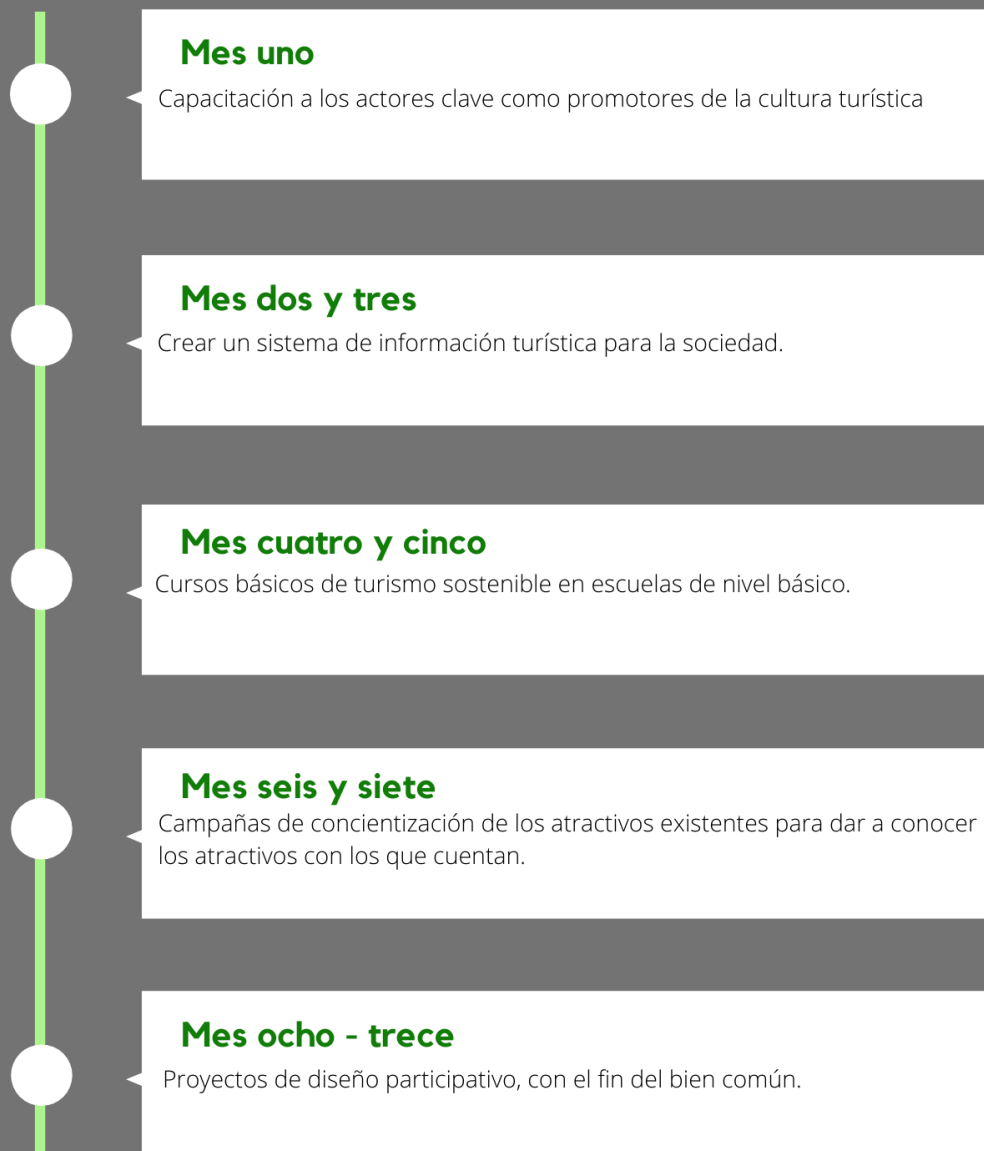 Mes uno
Capacitación a los actores clave como promotores de la cultura turística
Mes dos y tres
Crear un sistema de información turística para la sociedad.
Mes cuatro y cinco
Cursos básicos de turismo sostenible en escuelas de nivel básico.
Mes seis y siete
Campañas de concientización de los atractivos existentes para dar a conocer
los atractivos con los que cuentan.
Mes ocho - trece
Proyectos de diseño participativo, con el fin del bien común.